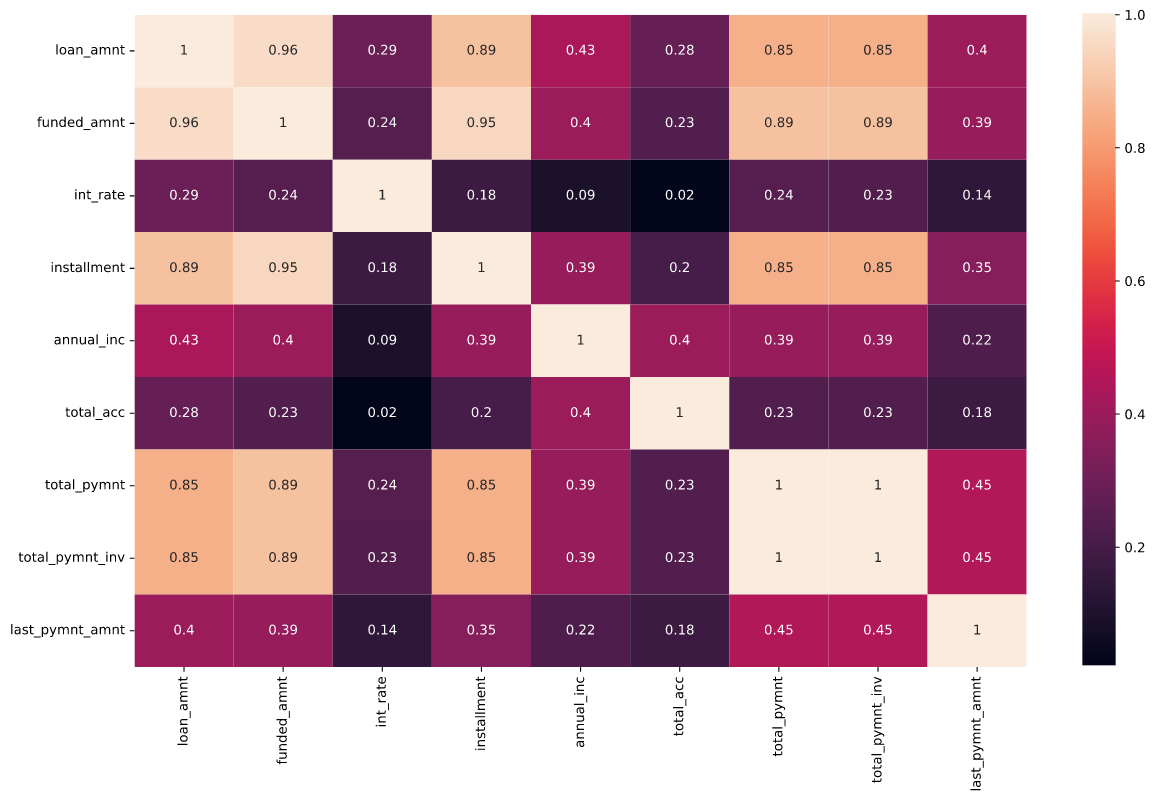 loan_amnt 1 0.96 0.29 0.89 0.43 0.28 0.85 0.85 0.4
funded_amnt 0.96 1 0.24 0.95 0.4 0.23 0.89 0.89 0.39
int_rate 0.29 0.24 1 0.18 0.09 0.02 0.24 0.23 0.14
installment 0.89 0.95 0.18 1 0.39 0.2 0.85 0.85 0.35
annual_inc 0.43 0.4 0.09 0.39 1 0.4 0.39 0.39 0.22
total_acc 0.28 0.23 0.02 0.2 0.4 1 0.23 0.23 0.18
total_pymnt 0.85 0.89 0.24 0.85 0.39 0.23 1 1 0.45
total_pymnt_inv 0.85 0.89 0.23 0.85 0.39 0.23 1 1 0.45
last_pymnt_amnt 0.4 0.39 0.14 0.35 0.22 0.18 0.45 0.45 1
loan_amnt
funded_amnt
int_rate
installment
annual_inc
total_acc
total_pymnt
total_pymnt_inv
last_pymnt_amnt
1.0
0.8
0.6
0.4
0.2